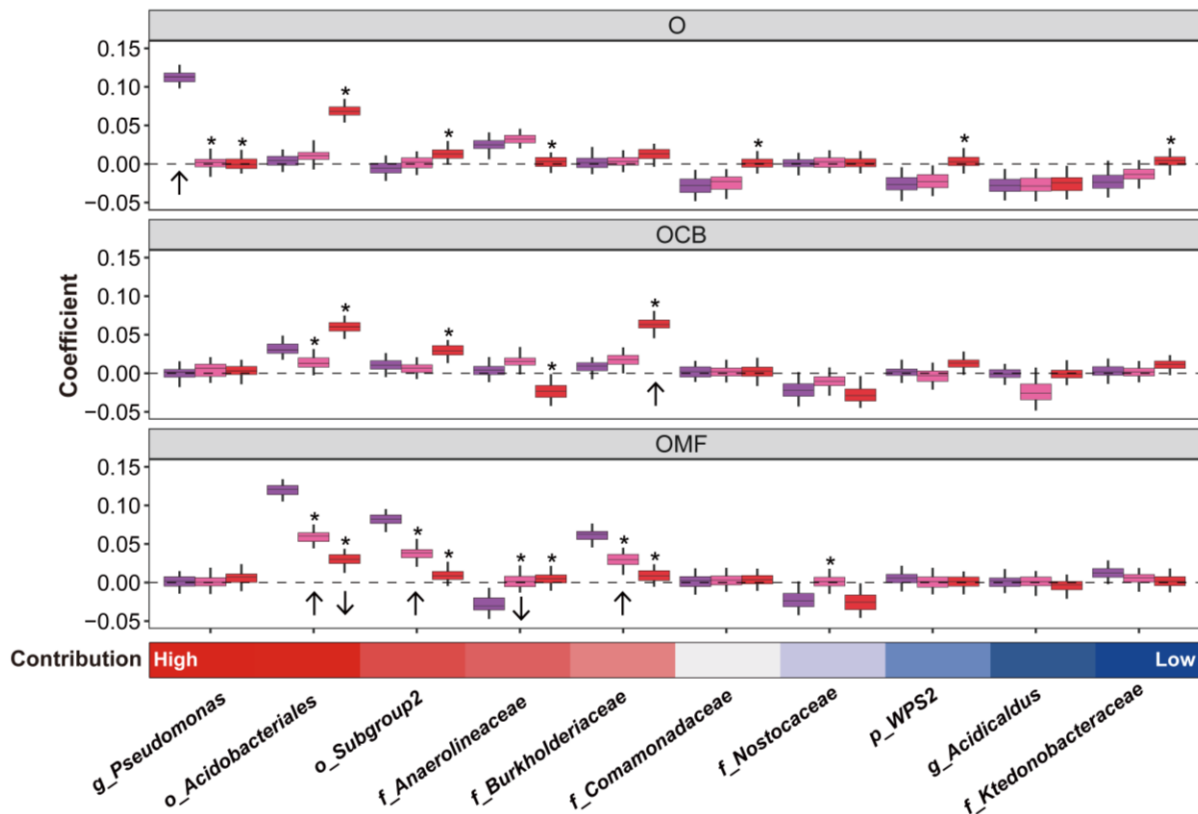 O
0.15
0.10
0.05
0.00
−0.05
* * * * * * * *
OCB
Coefficient
0.15
0.10
0.05
0.00
−0.05
* * * * *
OMF
0.15
0.10
0.05
0.00
−0.05
* * * * * * * * *
Contribution High Low
g_Pseudomonas
o_Acidobacteriales
o_Subgroup2
f_Anaerolineaceae
f_Burkholderiaceae
f_Comamonadaceae
f_Nostocaceae
p_WPS2
g_Acidicaldus
f_Ktedonobacteraceae